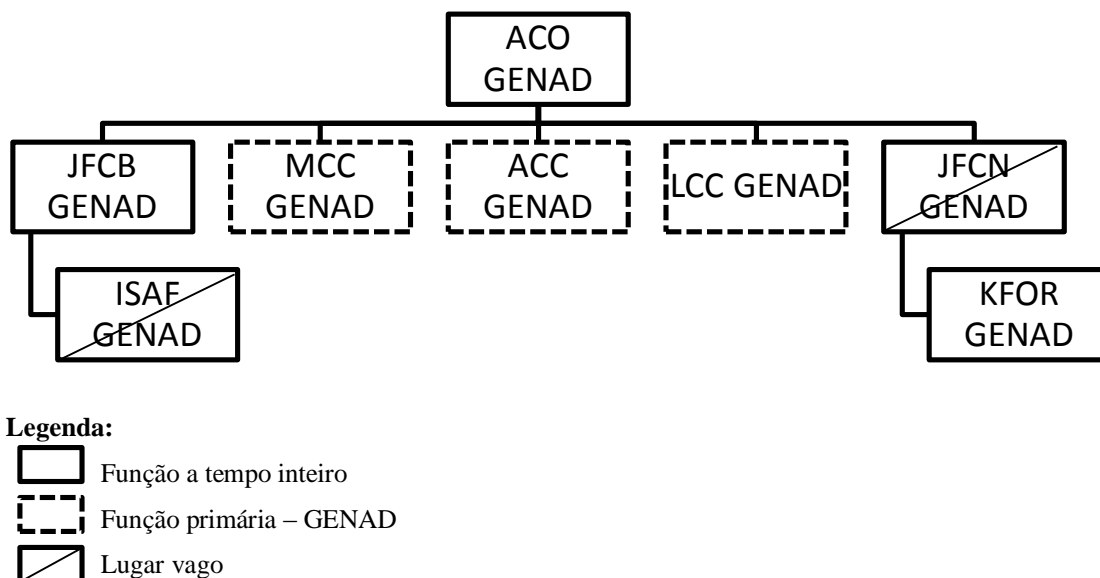 ACO
GENAD
JFCB
GENAD
MCC
GENAD
ACC
GENAD
LCC GENAD
JFCN
GENAD
ISAF
GENAD
KFOR
GENAD
Legenda:
Função a tempo inteiro
Função primária – GENAD
Lugar vago